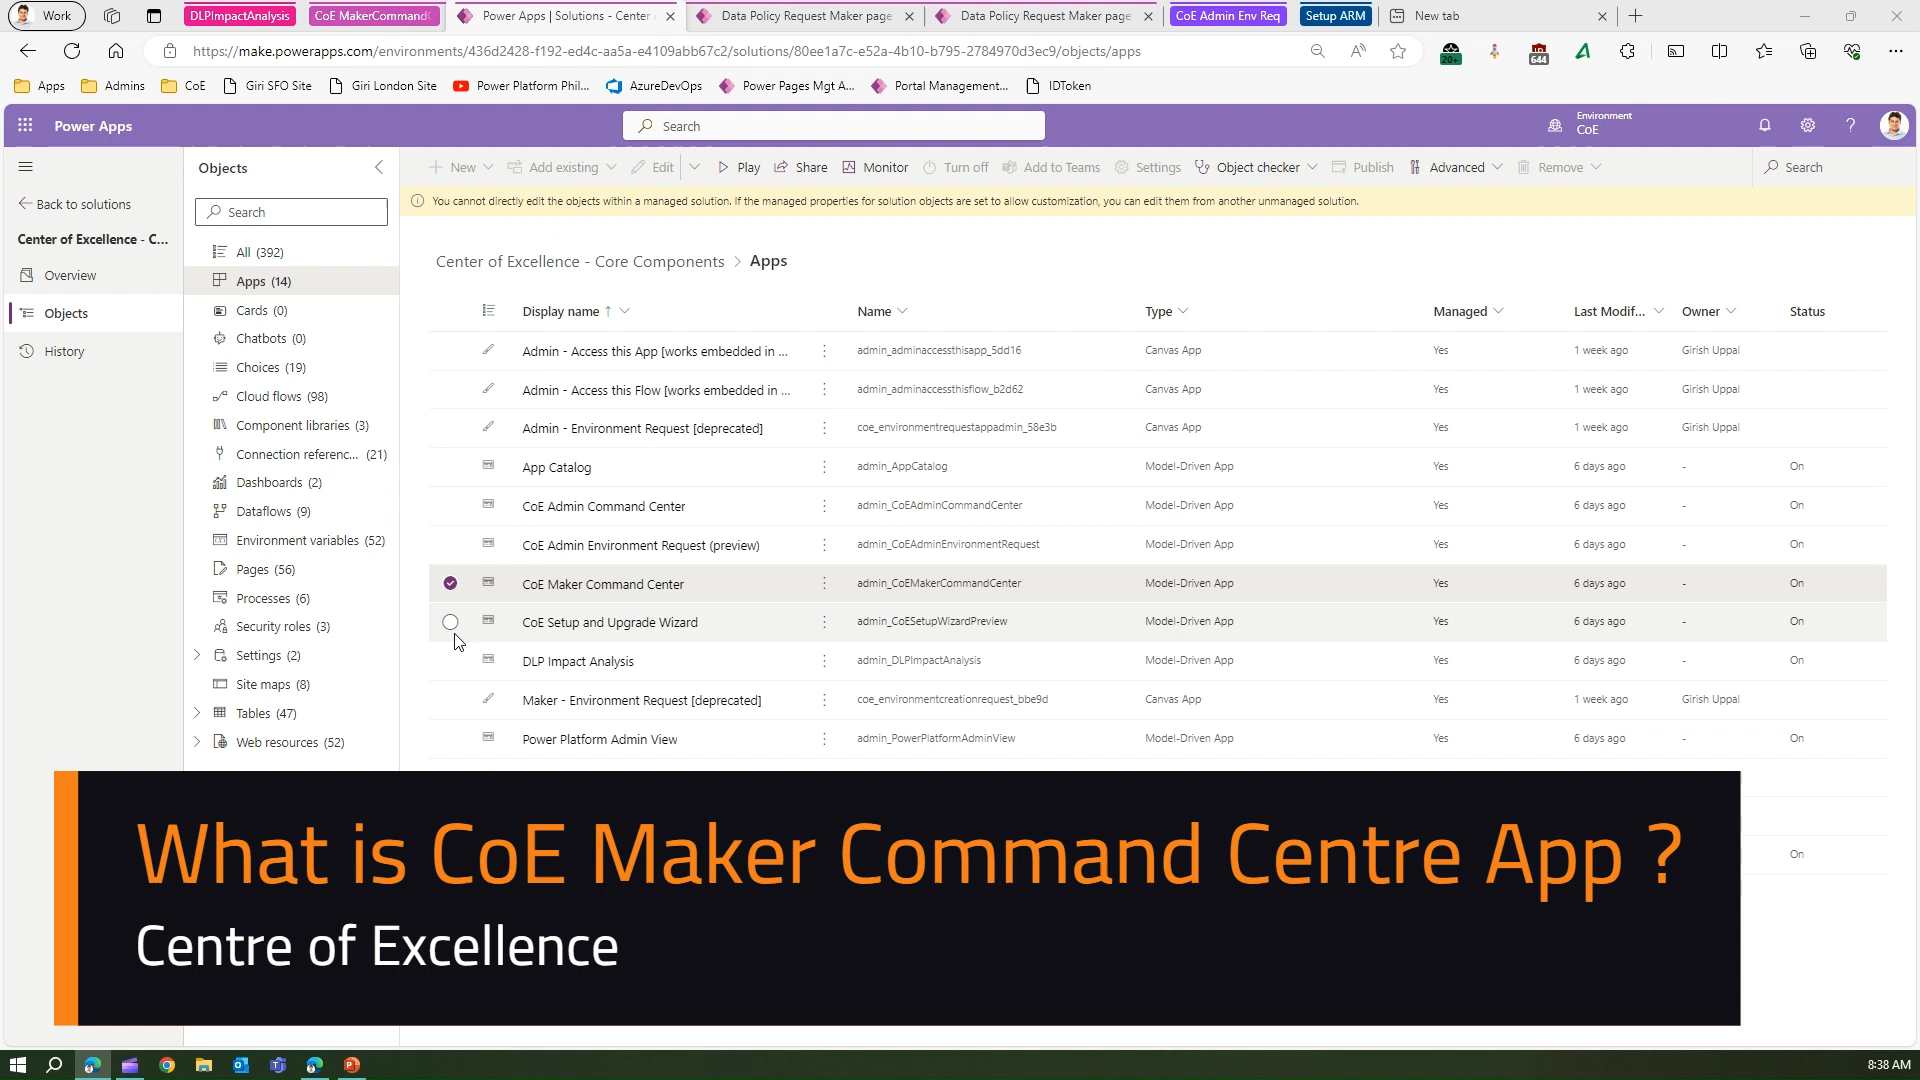 Work
DLPImpactAnalysis
CoE MakerCommandC
Power Apps | Solutions - Center
Data Policy Request Maker page
Data Policy Request Maker page
CoE Admin Env Req
Setup ARM
New tab
https://make.powerapps.com/environments/436d2428-f192-ed4c-aa5a-e4109abb67c2/solutions/80ee1a7c-e52a-4b10-b795-2784970d3ec9/objects/apps
20+
644
Apps
Admins
CoE
Giri SFO Site
Giri London Site
Power Platform Phil...
AzureDevOps
Power Pages Mgt A...
Portal Management...
IDToken
Power Apps
Search
Environment
CoE
Back to solutions
Center of Excellence - C...
Overview
Objects
History
Objects
Search
All (392)
Apps (14)
Cards (0)
Chatbots (0)
Choices (19)
Cloud flows (98)
Component libraries (3)
Connection referenc... (21)
Dashboards (2)
Dataflows (9)
Environment variables (52)
Pages (56)
Processes (6)
Security roles (3)
Settings (2)
Site maps (8)
Tables (47)
Web resources (52)
New Add existing Edit Play Share Monitor Turn off Add to Teams Settings Object checker Publish Advanced Remove Search
You cannot directly edit the objects within a managed solution. If the managed properties for solution objects are set to allow customization, you can edit them from another unmanaged solution.
Center of Excellence - Core Components > Apps
Display name Name Type Managed Last Modif... Owner Status
Admin - Access this App [works embedded in ... admin_adminaccessthisapp_5dd16 Canvas App Yes 1 week ago Girish Uppal
Admin - Access this Flow [works embedded in ... admin_adminaccessthisflow_b2d62 Canvas App Yes 1 week ago Girish Uppal
Admin - Environment Request [deprecated] coe_environmentrequestappadmin_58e3b Canvas App Yes 1 week ago Girish Uppal
App Catalog admin_AppCatalog Model-Driven App Yes 6 days ago - On
CoE Admin Command Center admin_CoEAdminCommandCenter Model-Driven App Yes 6 days ago - On
CoE Admin Environment Request (preview) admin_CoEAdminEnvironmentRequest Model-Driven App Yes 6 days ago - On
CoE Maker Command Center admin_CoEMakerCommandCenter Model-Driven App Yes 6 days ago - On
CoE Setup and Upgrade Wizard admin_CoESetupWizardPreview Model-Driven App Yes 6 days ago - On
DLP Impact Analysis admin_DLPImpactAnalysis Model-Driven App Yes 6 days ago - On
Maker - Environment Request [deprecated] coe_environmentcreationrequest_bbe9d Canvas App Yes 1 week ago Girish Uppal
Power Platform Admin View admin_PowerPlatformAdminView Model-Driven App Yes 6 days ago - On
On
What is CoE Maker Command Centre App ?
Centre of Excellence
8:38 AM